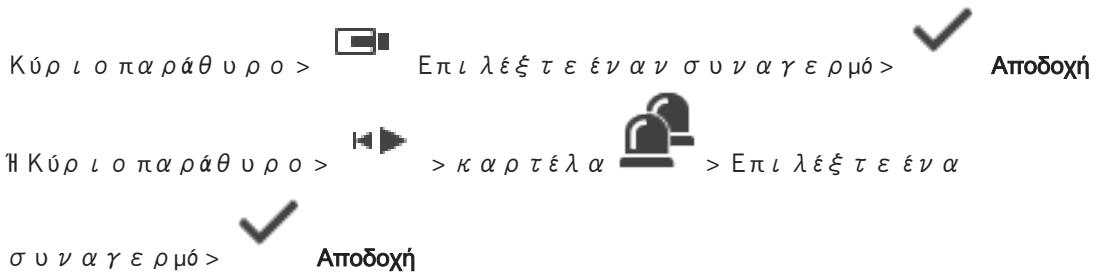 Κύριο παράθυρο > Επιλέξτε έναν συναγερμό > Αποδοχή
Ή Κύριο παράθυρο > > καρτέλα > Επιλέξτε ένα
συναγερμό > Αποδοχή